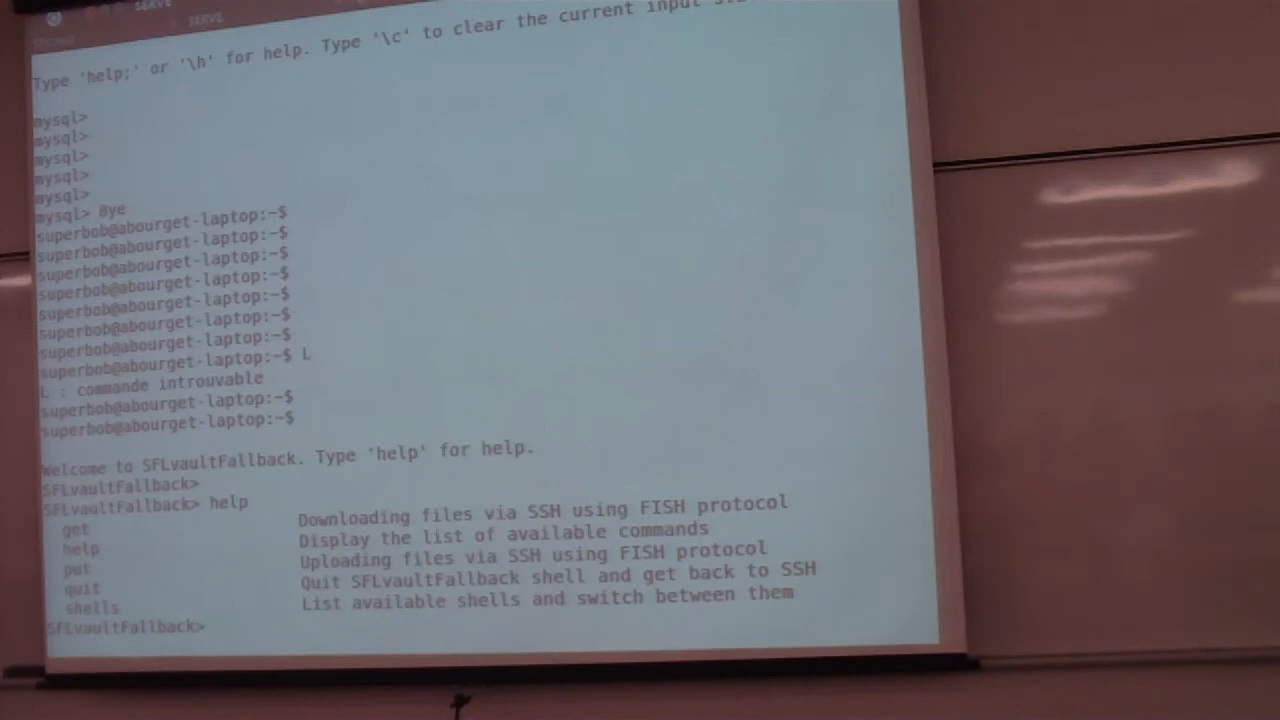 SERVE
SERVE
Type 'help;' or '\h' for help. Type '\c' to clear the current input
mysql>
mysql>
mysql>
mysql>
mysql>
mysql> Bye
superbob@abourget-laptop:~$
superbob@abourget-laptop:~$
superbob@abourget-laptop:~$
superbob@abourget-laptop:~$
superbob@abourget-laptop:~$
superbob@abourget-laptop:~$
superbob@abourget-laptop:~$
superbob@abourget-laptop:~$ L
L : commande introuvable
superbob@abourget-laptop:~$
superbob@abourget-laptop:~$
Welcome to SFLvaultFallback. Type 'help' for help.
SFLvaultFallback>
SFLvaultFallback> help
get Downloading files via SSH using FISH protocol
help Display the list of available commands
put Uploading files via SSH using FISH protocol
quit Quit SFLvaultFallback shell and get back to SSH
shells List available shells and switch between them
SFLvaultFallback>